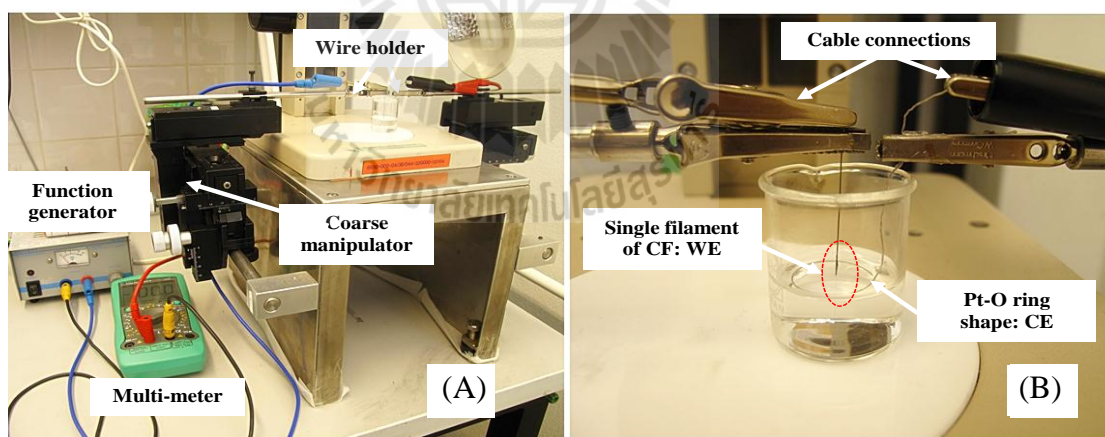 Wire holder
Function
generator
Coarse
manipulator
Multi-meter
(A)
Cable connections
Single filament
of CF: WE
Pt-O ring
shape: CE
(B)